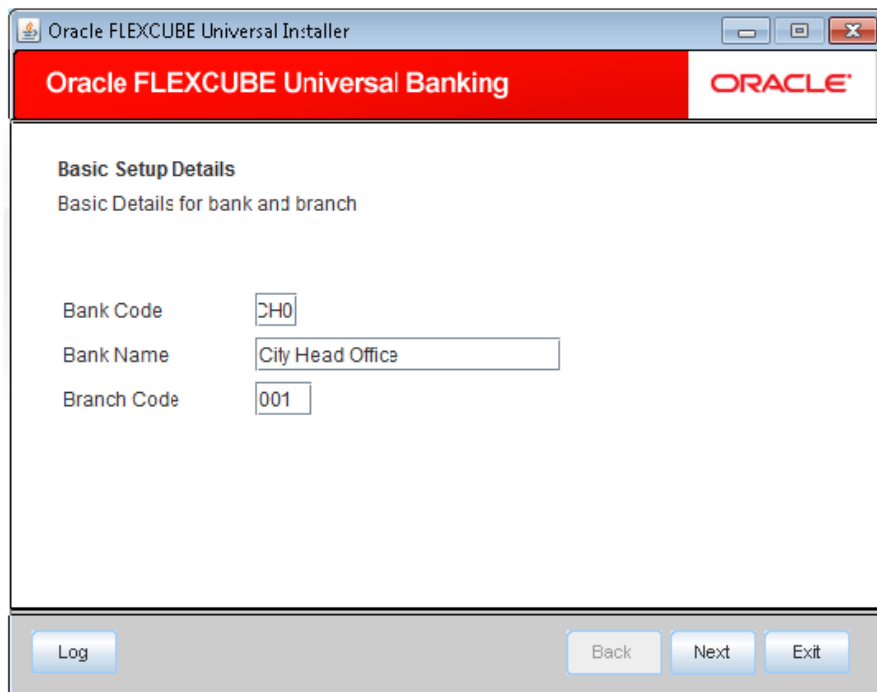 Oracle FLEXCUBE Universal Installer
Oracle FLEXCUBE Universal Banking
ORACLE
Basic Setup Details
Basic Details for bank and branch
Bank Code CH0
Bank Name City Head Office
Branch Code 001
Log Back Next Exit